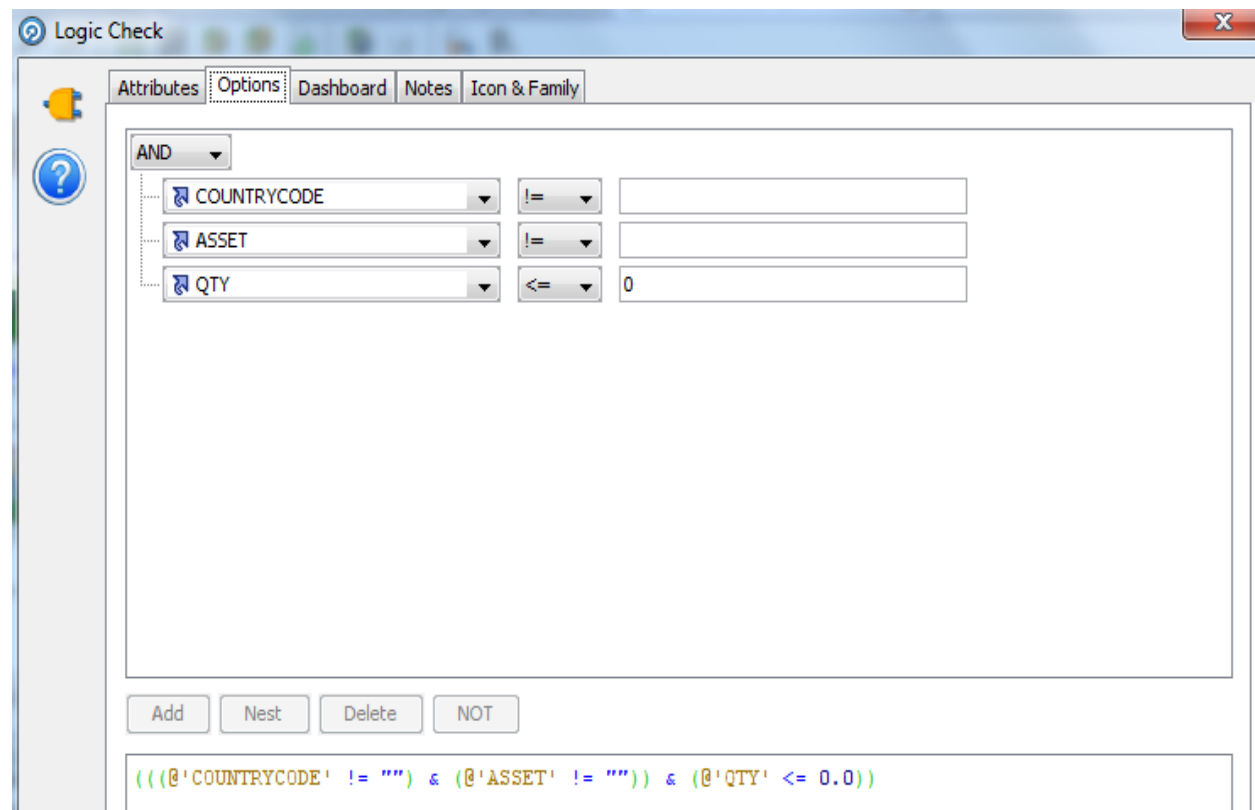 Logic Check
X
Attributes Options Dashboard Notes Icon & Family
AND
COUNTRYCODE !=
ASSET !=
QTY <= 0
Add Nest Delete NOT
(((@'COUNTRYCODE' != "") & (@'ASSET' != "")) & (@'QTY' <= 0.0))